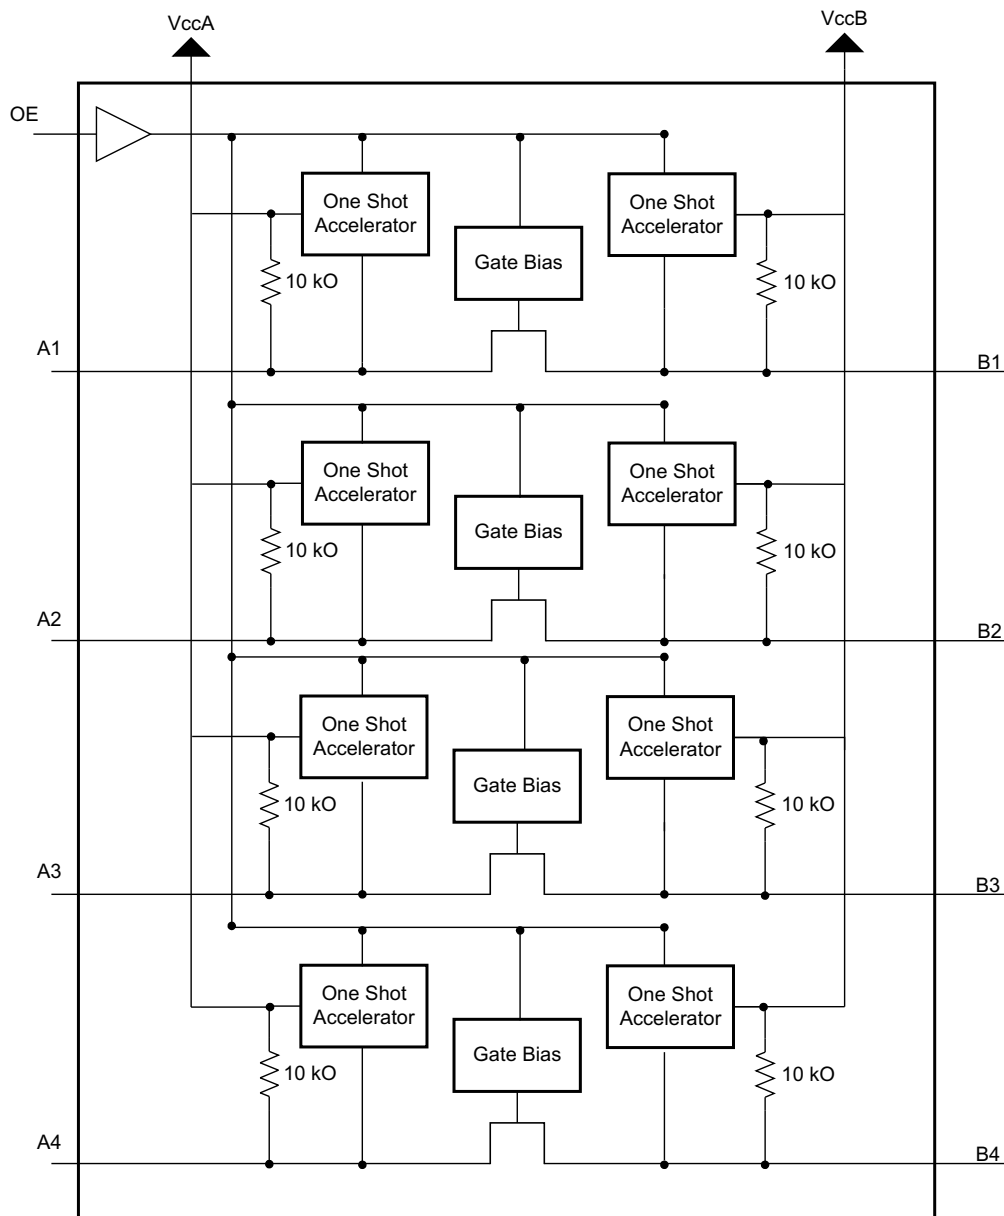 VccA
VccB
OE
One Shot
Accelerator
One Shot
Accelerator
Gate Bias
10 kO
10 kO
A1
B1
One Shot
Accelerator
One Shot
Accelerator
Gate Bias
10 kO
10 kO
A2
B2
One Shot
Accelerator
One Shot
Accelerator
Gate Bias
10 kO
10 kO
A3
B3
One Shot
Accelerator
One Shot
Accelerator
Gate Bias
10 kO
10 kO
A4
B4